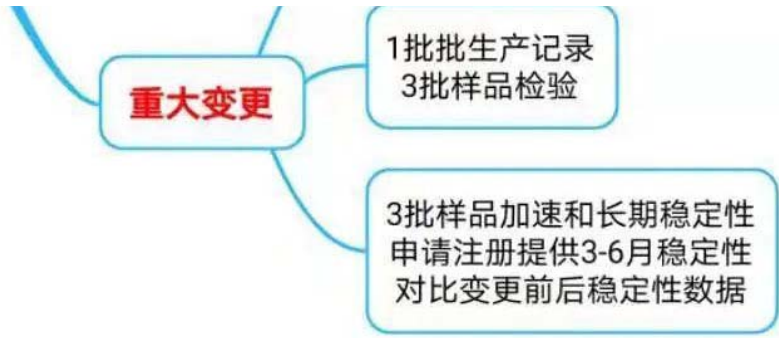 重大变更
1批批生产记录
3批样品检验
3批样品加速和长期稳定性
申请注册提供3-6月稳定性
对比变更前后稳定性数据